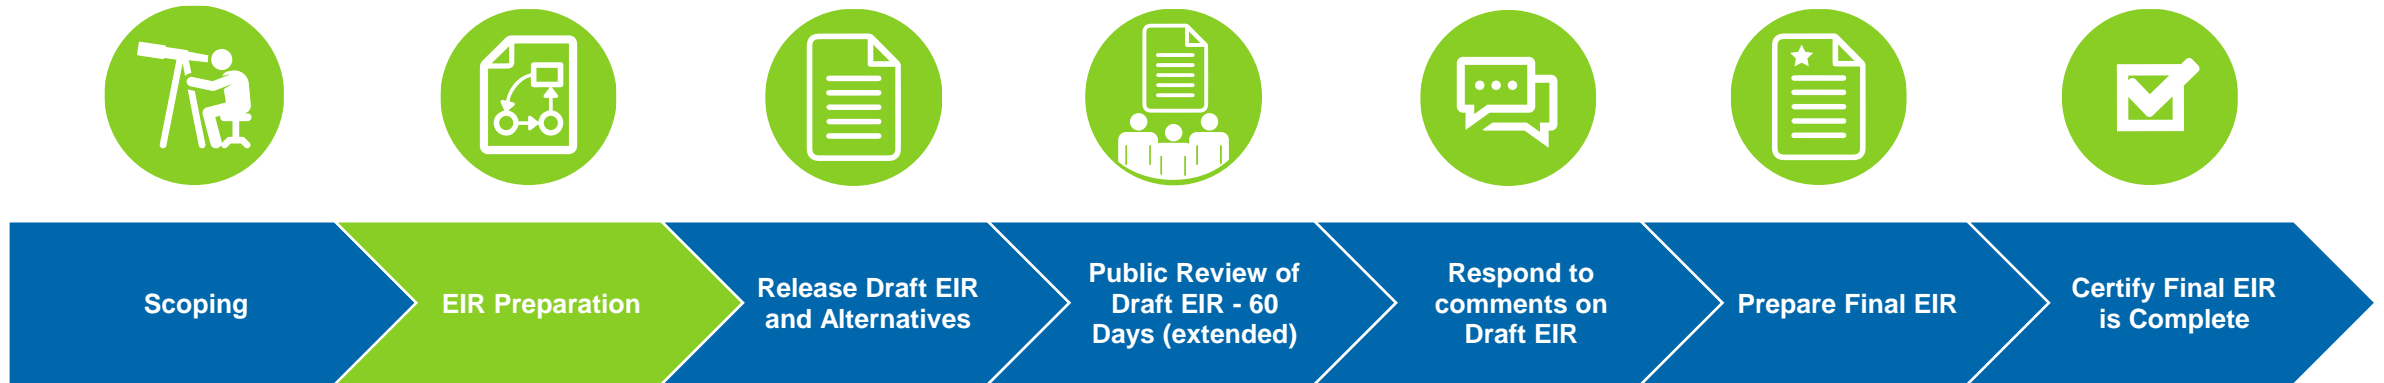 Scoping
EIR Preparation
Release Draft EIR
and Alternatives
Public Review of
Draft EIR - 60
Days (extended)
Respond to
comments on
Draft EIR
Prepare Final EIR
Certify Final EIR
is Complete